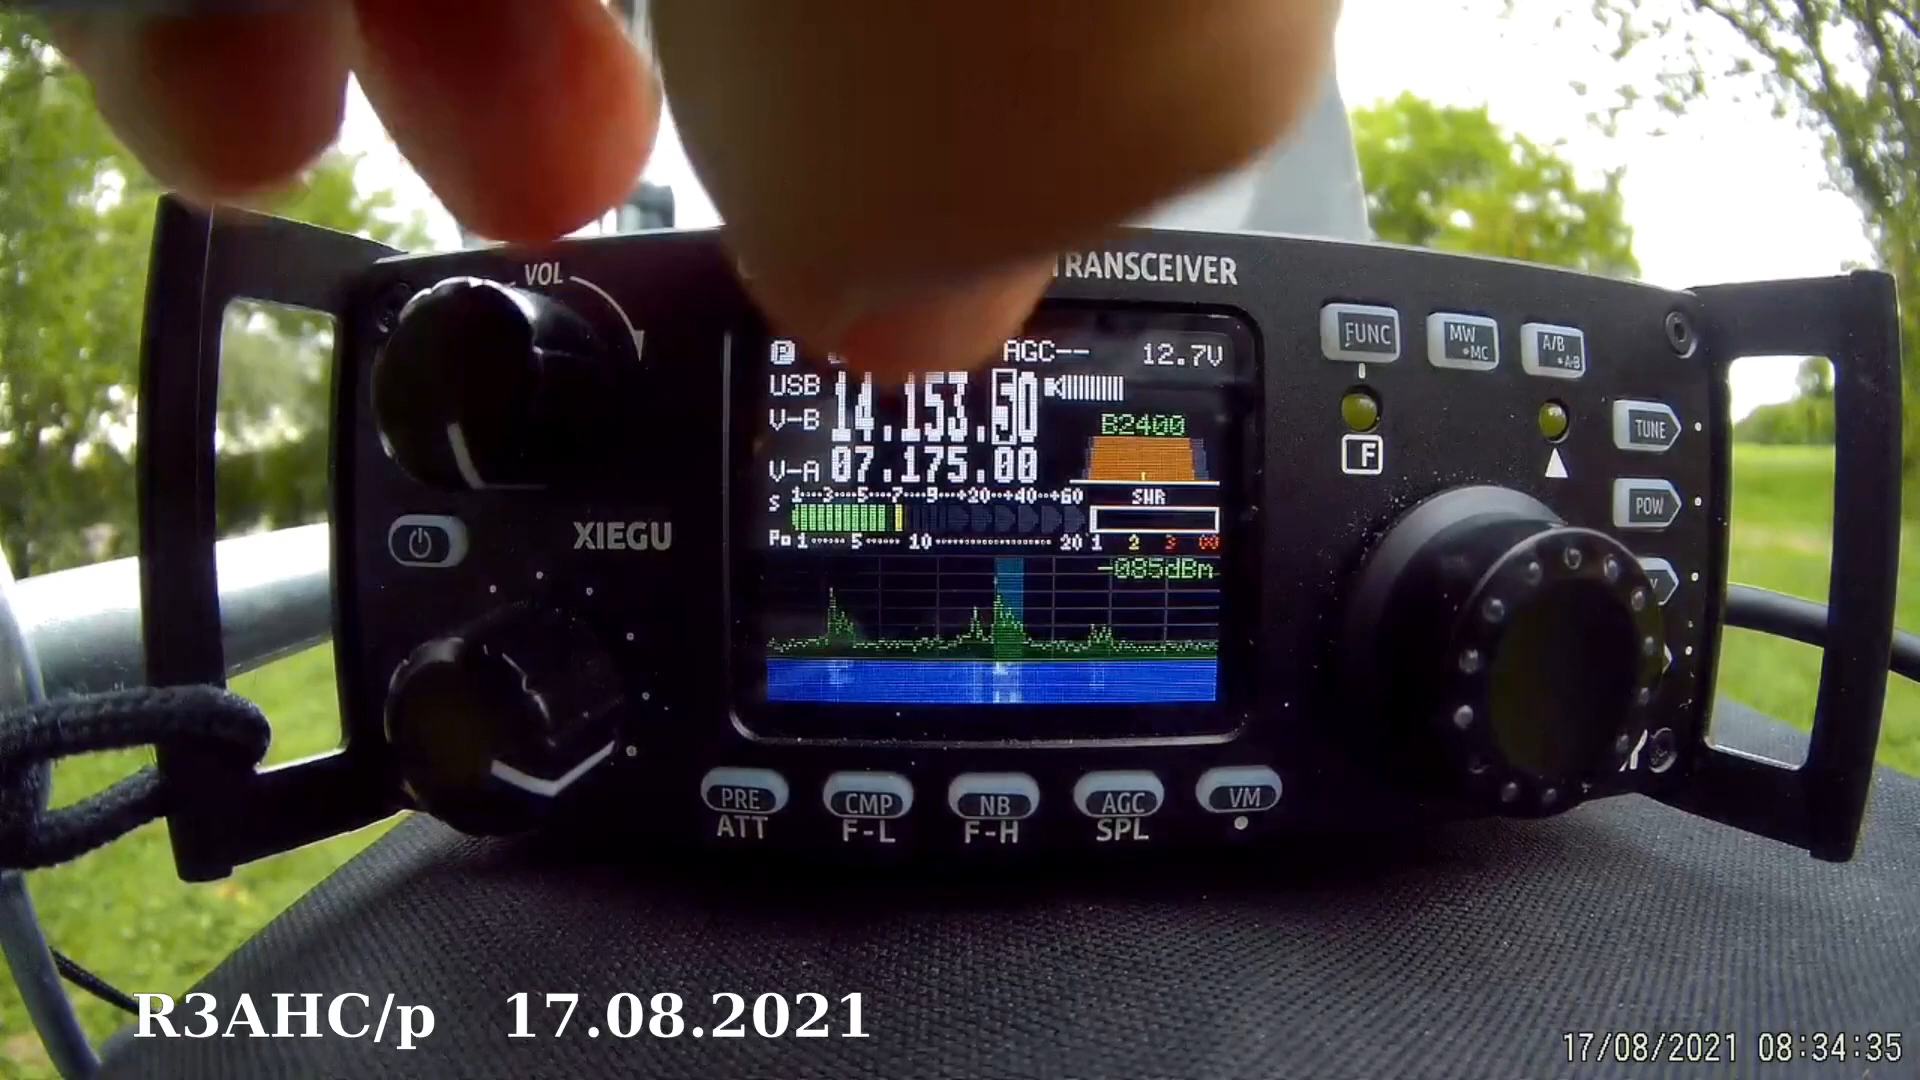 VOL
TRANSCEIVER
FUNC
MW
•MC
A/B
•A-B
P
AGC--
12.7V
USB
14.153.50
V-B
B2400
V-A
07.175.00
S
1 3 5 7 9 +20 +40 +60
SWR
Po 1 5 10 20
1 2 3 ∞
-085dBm
F
TUNE
POW
XIEGU
PRE
CMP
NB
AGC
VM
ATT
F-L
F-H
SPL
R3AHC/p 17.08.2021
17/08/2021 08:34:35